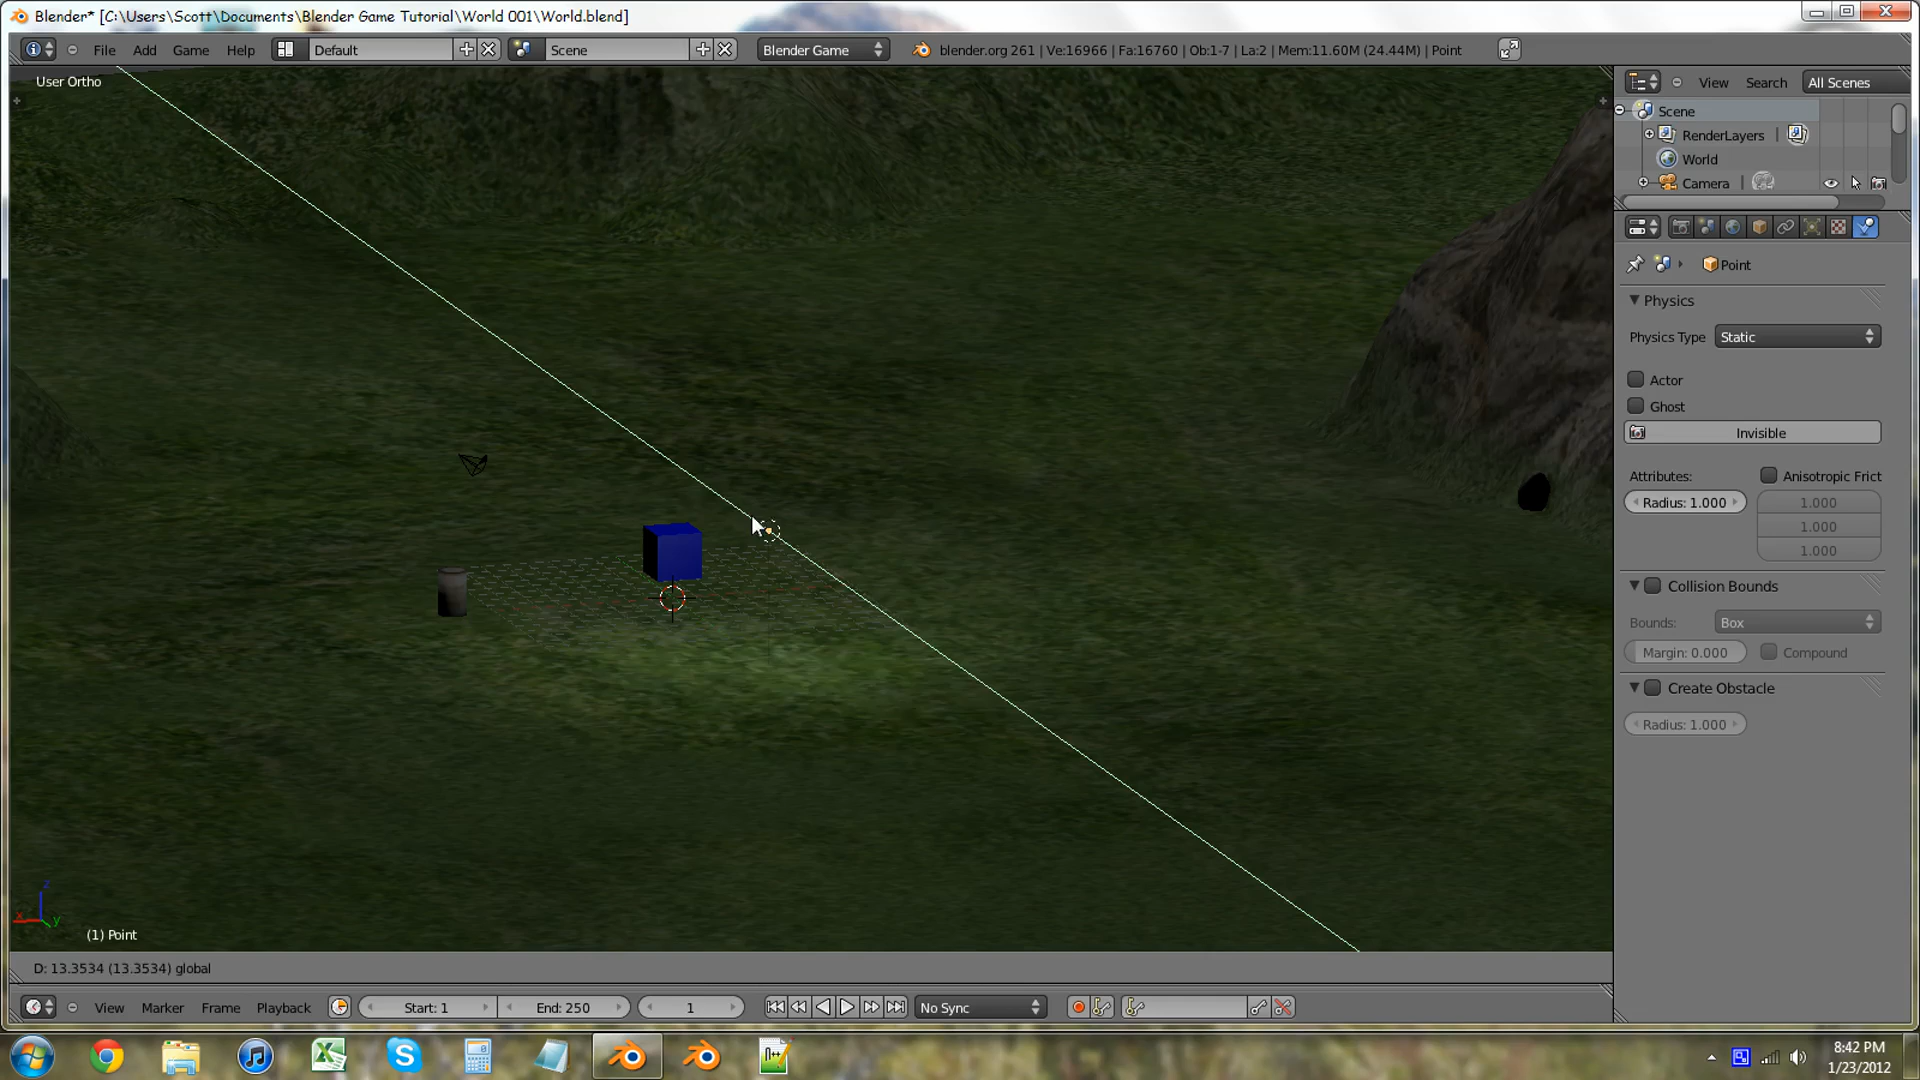 Blender* [C:\Users\Scott\Documents\Blender Game Tutorial\World 001\World.blend]
File Add Game Help Default Scene Blender Game blender.org 261 | Ve:16966 | Fa:16760 | Ob:1-7 | La:2 | Mem:11.60M (24.44M) | Point
User Ortho
View Search All Scenes
Scene
RenderLayers
World
Camera
Point
Physics
Physics Type Static
Actor
Ghost
Invisible
Attributes: Anisotropic Frict
Radius: 1.000 1.000
1.000
1.000
Collision Bounds
Bounds: Box
Margin: 0.000 Compound
Create Obstacle
Radius: 1.000
z
x y
(1) Point
D: 13.3534 (13.3534) global
View Marker Frame Playback Start: 1 End: 250 1 No Sync
8:42 PM
1/23/2012